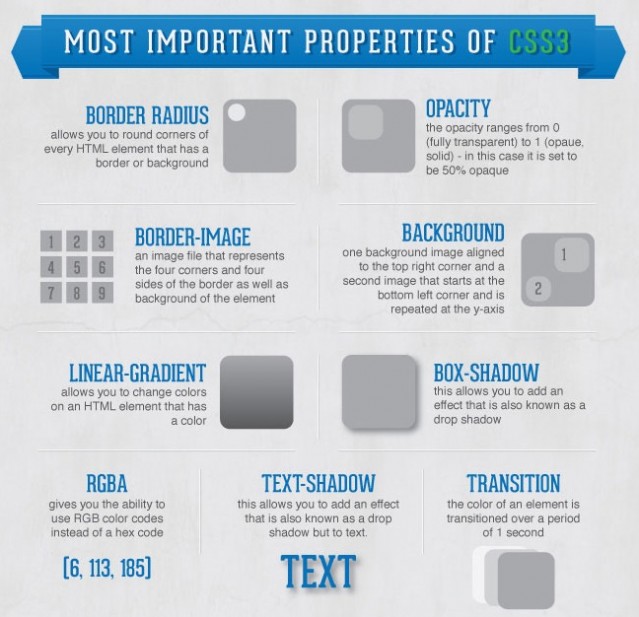 MOST IMPORTANT PROPERTIES OF CSS3
BORDER RADIUS
allows you to round corners of
every HTML element that has a
border or background
OPACITY
the opacity ranges from 0
(fully transparent) to 1 (opaue,
solid) - in this case it is set to
be 50% opaque
1 2 3
4 5 6
7 8 9
BORDER-IMAGE
an image file that represents
the four corners and four
sides of the border as well as
background of the element
BACKGROUND
one background image aligned
to the top right corner and a
second image that starts at the
bottom left corner and is
repeated at the y-axis
1
2
LINEAR-GRADIENT
allows you to change colors
on an HTML element that has
a color
BOX-SHADOW
this allows you to add an
effect that is also known as a
drop shadow
RGBA
gives you the ability to
use RGB color codes
instead of a hex code
[6, 113, 185]
TEXT-SHADOW
this allows you to add an effect
that is also known as a drop
shadow but to text.
TEXT
TRANSITION
the color of an element is
transitioned over a period
of 1 second